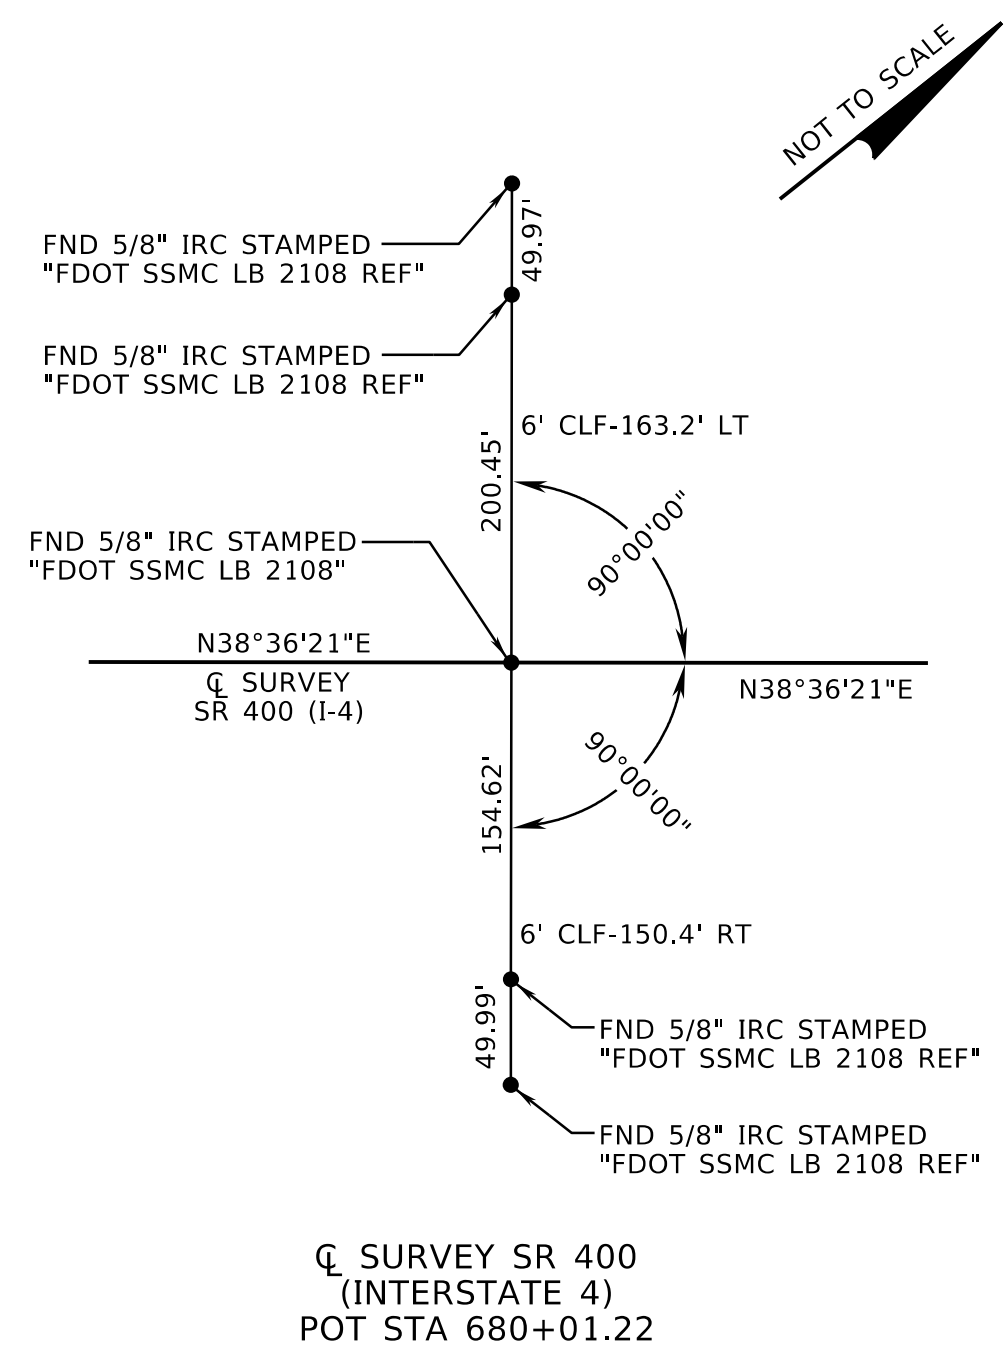 NOT TO SCALE
FND 5/8" IRC STAMPED
"FDOT SSMC LB 2108 REF"
49.97'
FND 5/8" IRC STAMPED
"FDOT SSMC LB 2108 REF"
6' CLF-163.2' LT
200.45'
90°00'00"
FND 5/8" IRC STAMPED
"FDOT SSMC LB 2108"
N38°36'21"E
℄ SURVEY
SR 400 (I-4)
N38°36'21"E
90°00'00"
154.62'
6' CLF-150.4' RT
49.99'
FND 5/8" IRC STAMPED
"FDOT SSMC LB 2108 REF"
FND 5/8" IRC STAMPED
"FDOT SSMC LB 2108 REF"
℄ SURVEY SR 400
(INTERSTATE 4)
POT STA 680+01.22